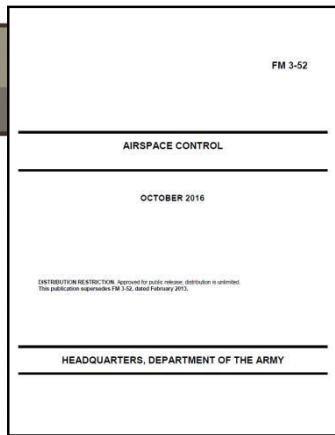 FM 3-52
AIRSPACE CONTROL
OCTOBER 2016
DISTRIBUTION RESTRICTION. Approved for public release; distribution is unlimited.
This publication supersedes FM 3-52, dated February 2013.
HEADQUARTERS, DEPARTMENT OF THE ARMY